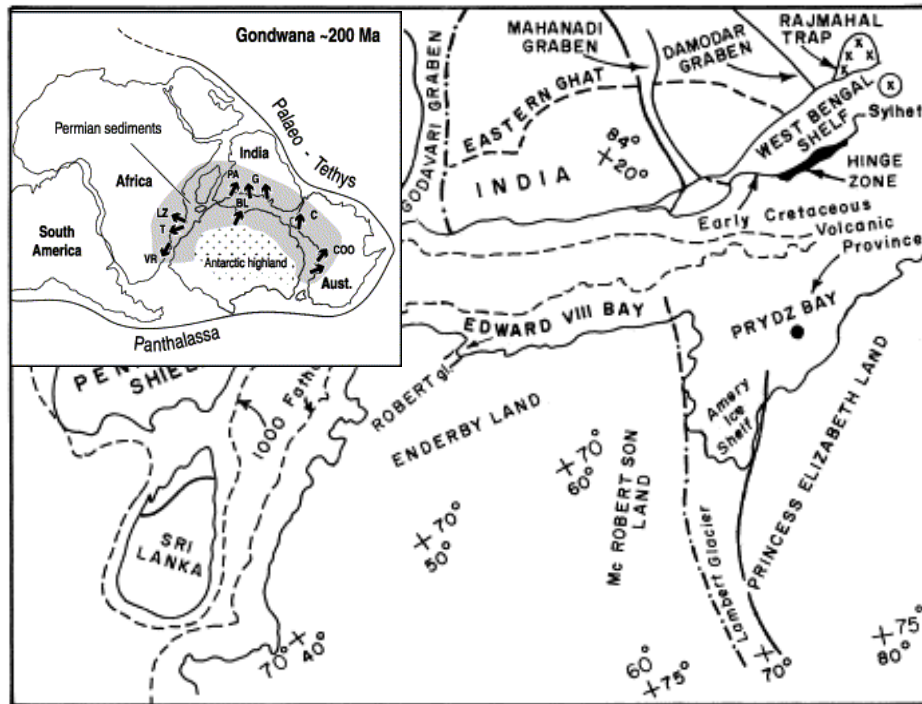 Gondwana ~200 Ma
Palaeo - Tethys
Permian sediments
India
Africa
PA
G
BL
LZ
T
VR
C
COO
South
America
Antarctic highland
Aust.
Panthalassa
GODAVARI GRABEN
EASTERN GHAT
MAHANADI
GRABEN
DAMODAR
GRABEN
RAJMAHAL
TRAP
x x
x x
x
WEST BENGAL
SHELF
Sylhet
HINGE
ZONE
84°
20°
INDIA
Early Cretaceous
Volcanic
Province
EDWARD VIII BAY
PRYDZ BAY
PEN
SHIEL
1000 Fath
ROBERT gl.
ENDERBY LAND
Amery
Ice
Shelf
PRINCESS ELIZABETH LAND
70°
60°
Mc ROBERTSON
LAND
70°
50°
SRI
LANKA
Lambert Glacier
70°
40°
60°
75°
70°
75°
80°